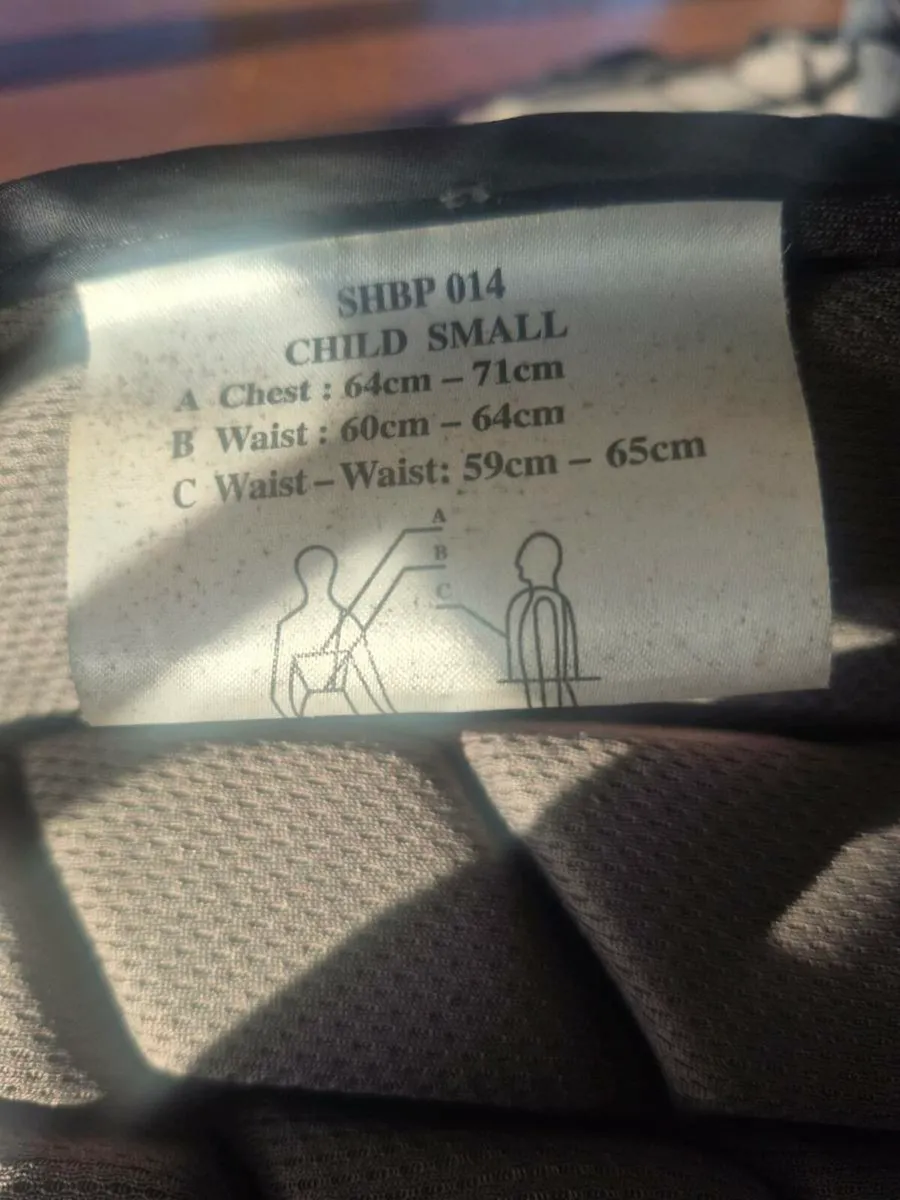 SHBP 014
CHILD SMALL
A Chest : 64cm – 71cm
B Waist : 60cm – 64cm
C Waist – Waist: 59cm – 65cm
A
B
C